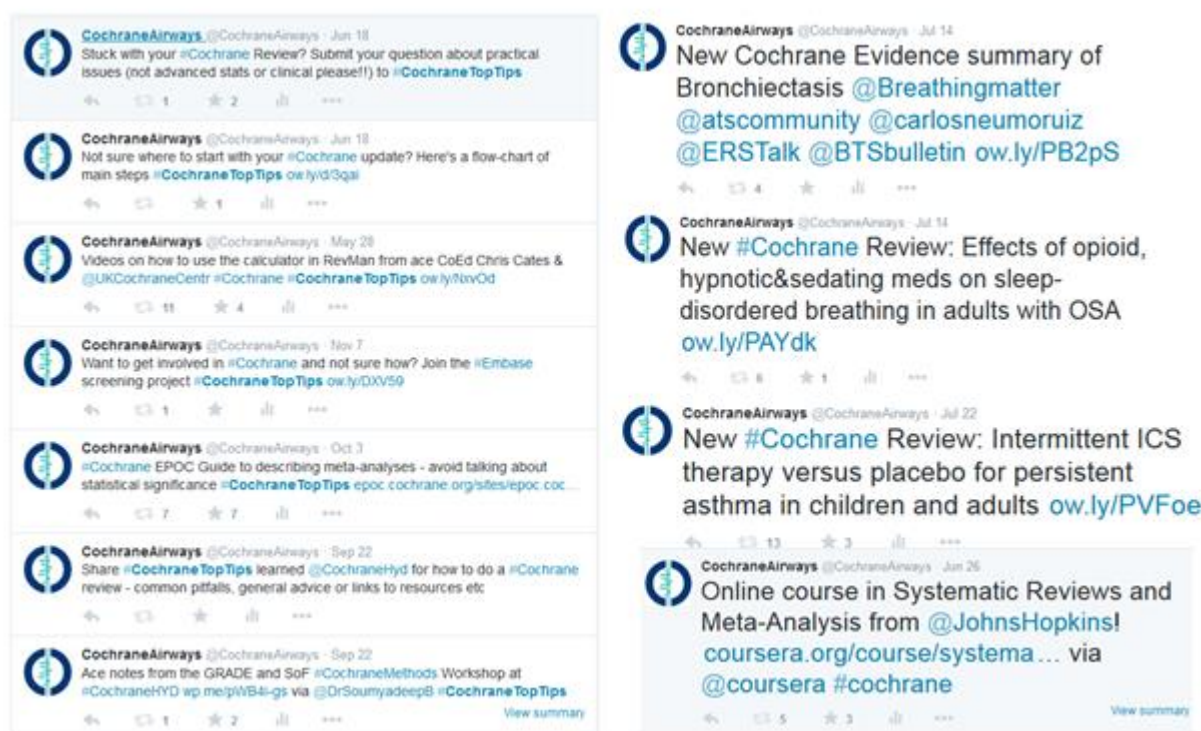 CochraneAirways @CochraneAirways · Jun 18
Stuck with your #Cochrane Review? Submit your question about practical
issues (not advanced stats or clinical please!!) to #CochraneTopTips
1 2
CochraneAirways @CochraneAirways · Jun 18
Not sure where to start with your #Cochrane update? Here's a flow-chart of
main steps #CochraneTopTips ow.ly/d/3qai
1
CochraneAirways @CochraneAirways · May 28
Videos on how to use the calculator in RevMan from ace CoEd Chris Cates &
@UKCochraneCentr #Cochrane #CochraneTopTips ow.ly/NxvOd
11 4
CochraneAirways @CochraneAirways · Nov 7
Want to get involved in #Cochrane and not sure how? Join the #Embase
screening project #CochraneTopTips ow.ly/DXV59
1
CochraneAirways @CochraneAirways · Oct 3
#Cochrane EPOC Guide to describing meta-analyses - avoid talking about
statistical significance #CochraneTopTips epoc.cochrane.org/sites/epoc.coc...
7 7
CochraneAirways @CochraneAirways · Sep 22
Share #CochraneTopTips learned @CochraneHyd for how to do a #Cochrane
review - common pitfalls, general advice or links to resources etc
CochraneAirways @CochraneAirways · Sep 22
Ace notes from the GRADE and SoF #CochraneMethods Workshop at
#CochraneHYD wp.me/pWB4i-gs via @DrSoumyadeepB #CochraneTopTips
1 2 View summary
CochraneAirways @CochraneAirways · Jul 14
New Cochrane Evidence summary of
Bronchiectasis @Breathingmatter
@atscommunity @carlosneumoruiz
@ERSTalk @BTSbulletin ow.ly/PB2pS
4
CochraneAirways @CochraneAirways · Jul 14
New #Cochrane Review: Effects of opioid,
hypnotic&sedating meds on sleep-
disordered breathing in adults with OSA
ow.ly/PAYdk
6 1
CochraneAirways @CochraneAirways · Jul 22
New #Cochrane Review: Intermittent ICS
therapy versus placebo for persistent
asthma in children and adults ow.ly/PVFoe
13 3
CochraneAirways @CochraneAirways · Jun 26
Online course in Systematic Reviews and
Meta-Analysis from @JohnsHopkins!
coursera.org/course/systema... via
@coursera #cochrane
5 3 View summary